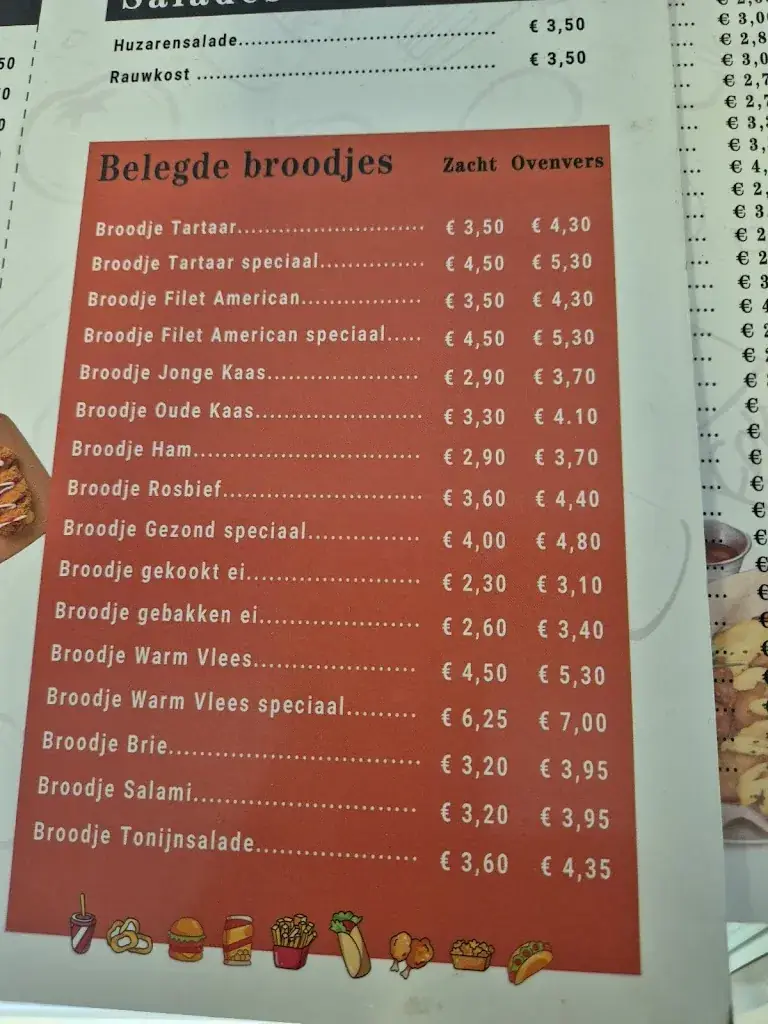 Salades
Huzarensalade........................................ € 3,50
Rauwkost .............................................. € 3,50
Belegde broodjes Zacht Ovenvers
Broodje Tartaar............................ € 3,50 € 4,30
Broodje Tartaar speciaal................ € 4,50 € 5,30
Broodje Filet American.................. € 3,50 € 4,30
Broodje Filet American speciaal..... € 4,50 € 5,30
Broodje Jonge Kaas....................... € 2,90 € 3,70
Broodje Oude Kaas......................... € 3,30 € 4.10
Broodje Ham................................... € 2,90 € 3,70
Broodje Rosbief.............................. € 3,60 € 4,40
Broodje Gezond speciaal................. € 4,00 € 4,80
Broodje gekookt ei.......................... € 2,30 € 3,10
Broodje gebakken ei........................ € 2,60 € 3,40
Broodje Warm Vlees........................ € 4,50 € 5,30
Broodje Warm Vlees speciaal......... € 6,25 € 7,00
Broodje Brie.................................... € 3,20 € 3,95
Broodje Salami................................ € 3,20 € 3,95
Broodje Tonijnsalade....................... € 3,60 € 4,35